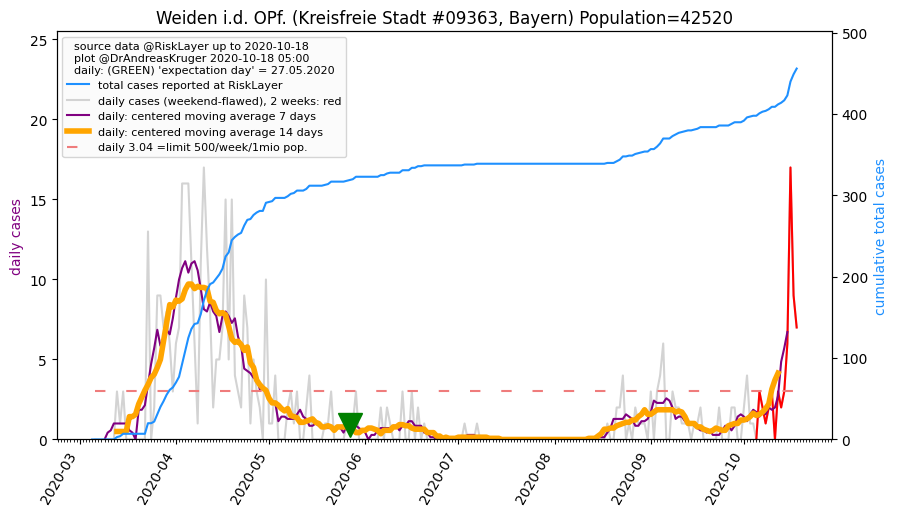 Weiden i.d. OPf. (Kreisfreie Stadt #09363, Bayern) Population=42520
source data @RiskLayer up to 2020-10-18
plot @DrAndreasKruger 2020-10-18 05:00
daily: (GREEN) 'expectation day' = 27.05.2020
total cases reported at RiskLayer
daily cases (weekend-flawed), 2 weeks: red
daily: centered moving average 7 days
daily: centered moving average 14 days
daily 3.04 =limit 500/week/1mio pop.
daily cases
25
20
15
10
5
0
cumulative total cases
500
400
300
200
100
0
2020-03
2020-04
2020-05
2020-06
2020-07
2020-08
2020-09
2020-10